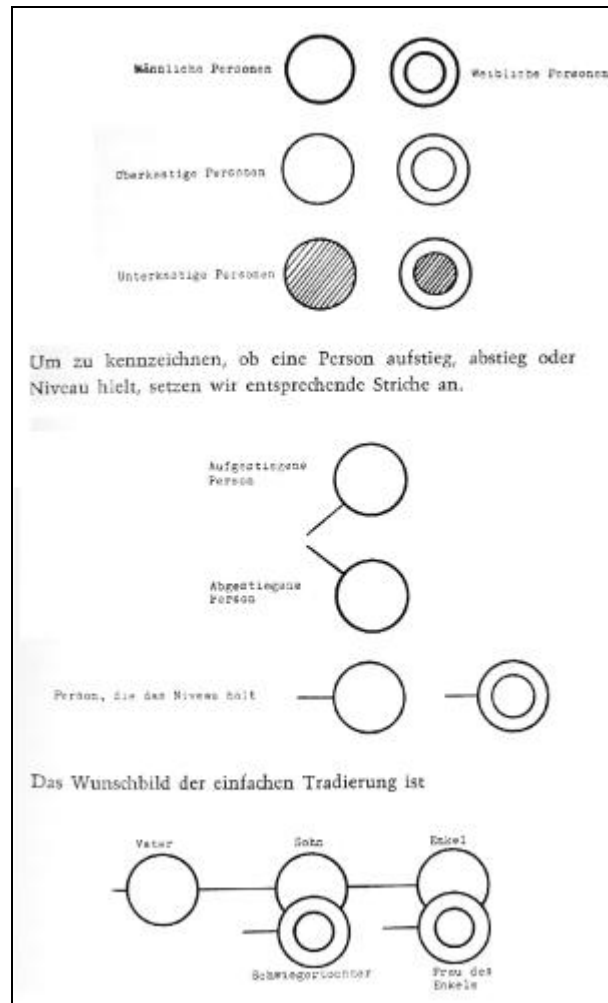 Männliche Personen
Weibliche Personen
Oberkastige Personen
Unterkastige Personen
Um zu kennzeichnen, ob eine Person aufstieg, abstieg oder
Niveau hielt, setzen wir entsprechende Striche an.
Aufgestiegene
Person
Abgestiegene
Person
Person, die das Niveau hält
Das Wunschbild der einfachen Tradierung ist
Vater
Sohn
Enkel
Schwiegertochter
Frau des
Enkels